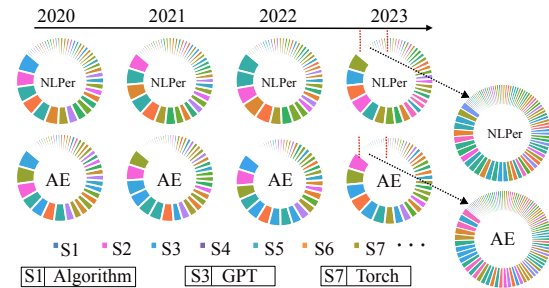 2020 2021 2022 2023
NLPer NLPer NLPer NLPer
NLPer
AE AE AE AE
AE
S1 S2 S3 S4 S5 S6 S7 · · ·
S1 Algorithm S3 GPT S7 Torch